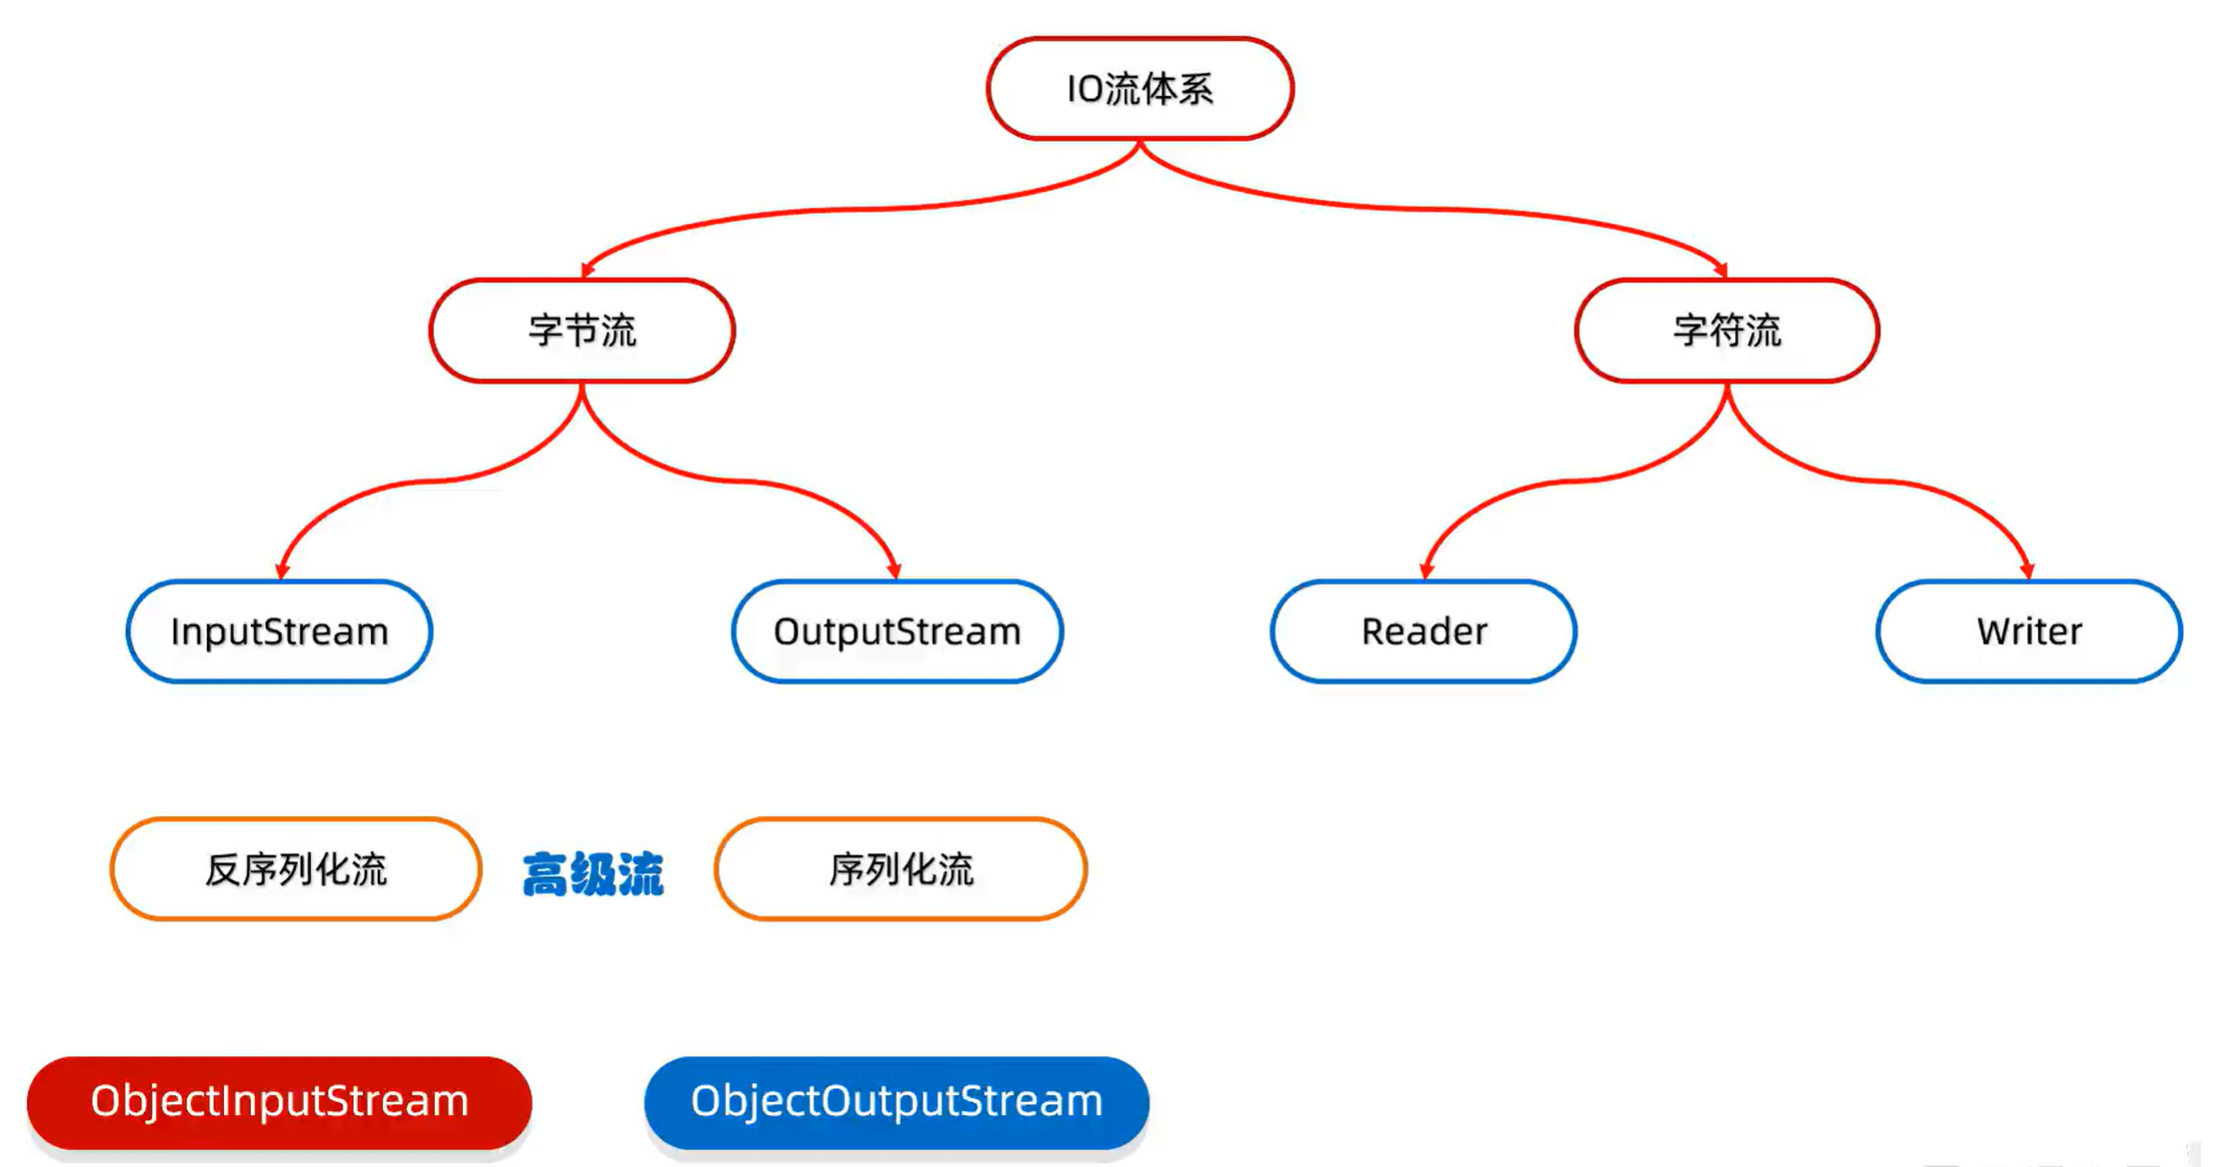 IO流体系
字节流
字符流
InputStream
OutputStream
Reader
Writer
反序列化流
高级流
序列化流
ObjectInputStream
ObjectOutputStream